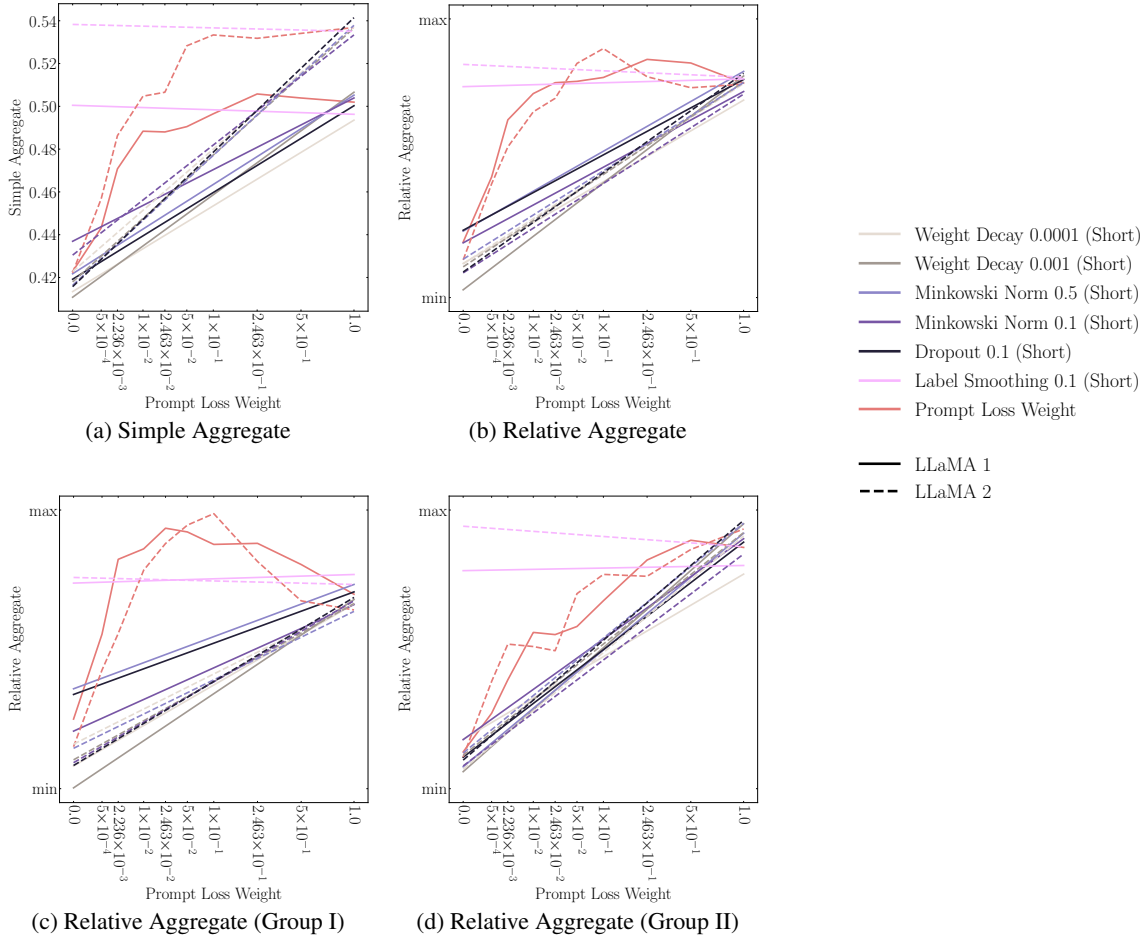 0.54
0.52
0.50
0.48
0.46
0.44
0.42
Simple Aggregate
0.0
5×10⁻⁴
2.236×10⁻³
1×10⁻²
2.463×10⁻²
5×10⁻²
1×10⁻¹
2.463×10⁻¹
5×10⁻¹
1.0
Prompt Loss Weight
(a) Simple Aggregate
max
min
Relative Aggregate
0.0
5×10⁻⁴
2.236×10⁻³
1×10⁻²
2.463×10⁻²
5×10⁻²
1×10⁻¹
2.463×10⁻¹
5×10⁻¹
1.0
Prompt Loss Weight
(b) Relative Aggregate
Weight Decay 0.0001 (Short)
Weight Decay 0.001 (Short)
Minkowski Norm 0.5 (Short)
Minkowski Norm 0.1 (Short)
Dropout 0.1 (Short)
Label Smoothing 0.1 (Short)
Prompt Loss Weight
LLaMA 1
LLaMA 2
max
min
Relative Aggregate
0.0
5×10⁻⁴
2.236×10⁻³
1×10⁻²
2.463×10⁻²
5×10⁻²
1×10⁻¹
2.463×10⁻¹
5×10⁻¹
1.0
Prompt Loss Weight
(c) Relative Aggregate (Group I)
max
min
Relative Aggregate
0.0
5×10⁻⁴
2.236×10⁻³
1×10⁻²
2.463×10⁻²
5×10⁻²
1×10⁻¹
2.463×10⁻¹
5×10⁻¹
1.0
Prompt Loss Weight
(d) Relative Aggregate (Group II)